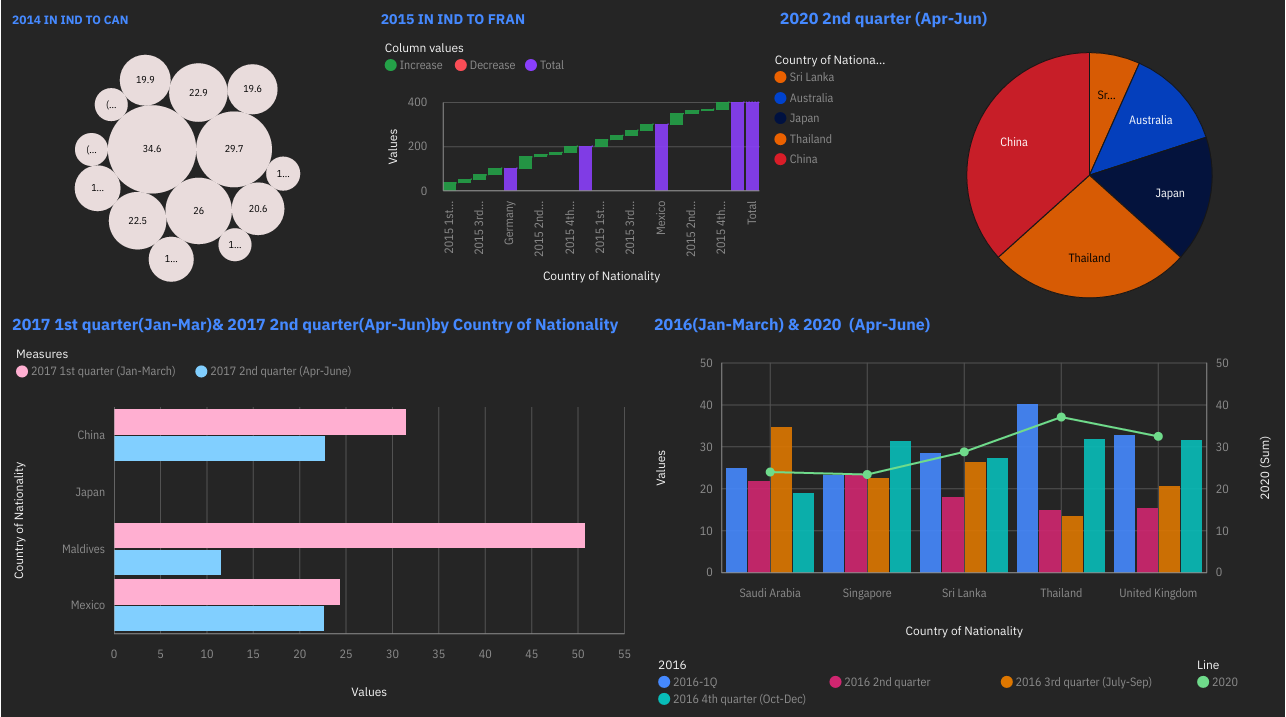 2014 IN IND TO CAN
19.9
22.9
19.6
(...
34.6
29.7
(...
1...
1...
22.5
26
20.6
1...
1...
2015 IN IND TO FRAN
Column values
Increase Decrease Total
400
200
0
Values
2015 1st...
2015 3rd...
Germany
2015 2nd...
2015 4th...
2015 1st...
2015 3rd...
Mexico
2015 2nd...
2015 4th...
Total
Country of Nationality
2020 2nd quarter (Apr-Jun)
Country of Nationa...
Sri Lanka
Australia
Japan
Thailand
China
Sr...
Australia
China
Japan
Thailand
2017 1st quarter(Jan-Mar)& 2017 2nd quarter(Apr-Jun)by Country of Nationality
Measures
2017 1st quarter (Jan-March) 2017 2nd quarter (Apr-June)
Country of Nationality
China
Japan
Maldives
Mexico
0 5 10 15 20 25 30 35 40 45 50 55
Values
2016(Jan-March) & 2020 (Apr-June)
50 50
40 40
30 30
20 20
10 10
0 0
Values
2020 (Sum)
Saudi Arabia Singapore Sri Lanka Thailand United Kingdom
Country of Nationality
2016 Line
2016-1Q 2016 2nd quarter 2016 3rd quarter (July-Sep) 2020
2016 4th quarter (Oct-Dec)